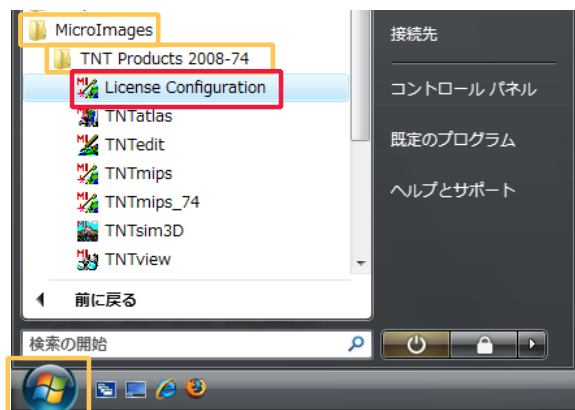 MicroImages
TNT Products 2008-74
License Configuration
TNTatlas
TNTedit
TNTmips
TNTmips_74
TNTsim3D
TNTview
前に戻る
検索の開始
接続先
コントロール パネル
既定のプログラム
ヘルプとサポート